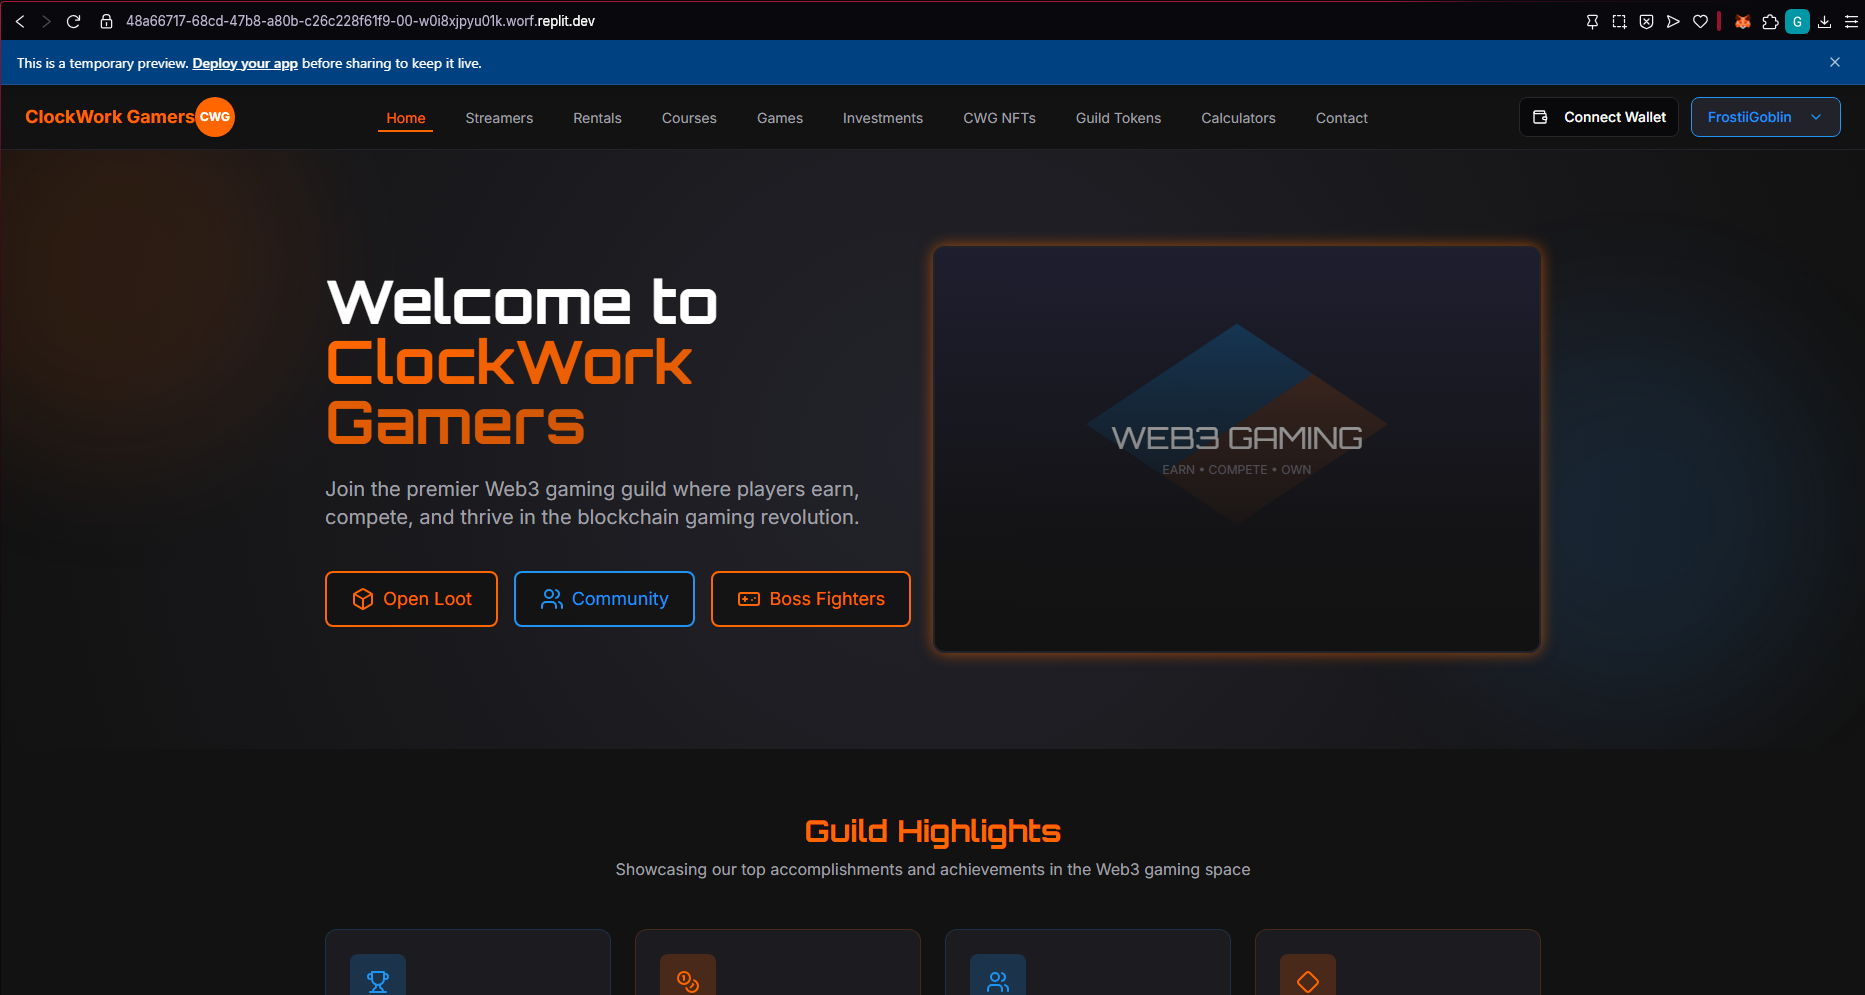 48a66717-68cd-47b8-a80b-c26c228f61f9-00-w0i8xjpyu01k.worf.replit.dev
G
This is a temporary preview. Deploy your app before sharing to keep it live.
ClockWork Gamers CWG
Home Streamers Rentals Courses Games Investments CWG NFTs Guild Tokens Calculators Contact
Connect Wallet
FrostiiGoblin
Welcome to
ClockWork
Gamers
Join the premier Web3 gaming guild where players earn,
compete, and thrive in the blockchain gaming revolution.
Open Loot
Community
Boss Fighters
WEB3 GAMING
EARN • COMPETE • OWN
Guild Highlights
Showcasing our top accomplishments and achievements in the Web3 gaming space